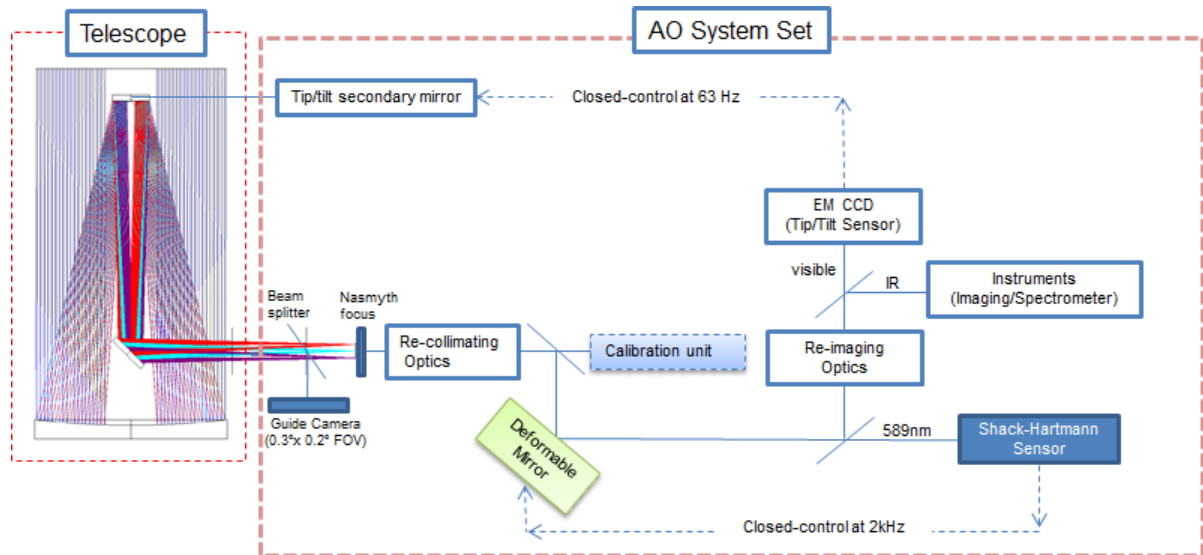 Telescope
AO System Set
Tip/tilt secondary mirror
Closed-control at 63 Hz
EM CCD
(Tip/Tilt Sensor)
visible
IR
Instruments
(Imaging/Spectrometer)
Beam
splitter
Nasmyth
focus
Re-collimating
Optics
Calibration unit
Re-imaging
Optics
Guide Camera
(0.3°x 0.2° FOV)
Deformable
Mirror
589nm
Shack-Hartmann
Sensor
Closed-control at 2kHz